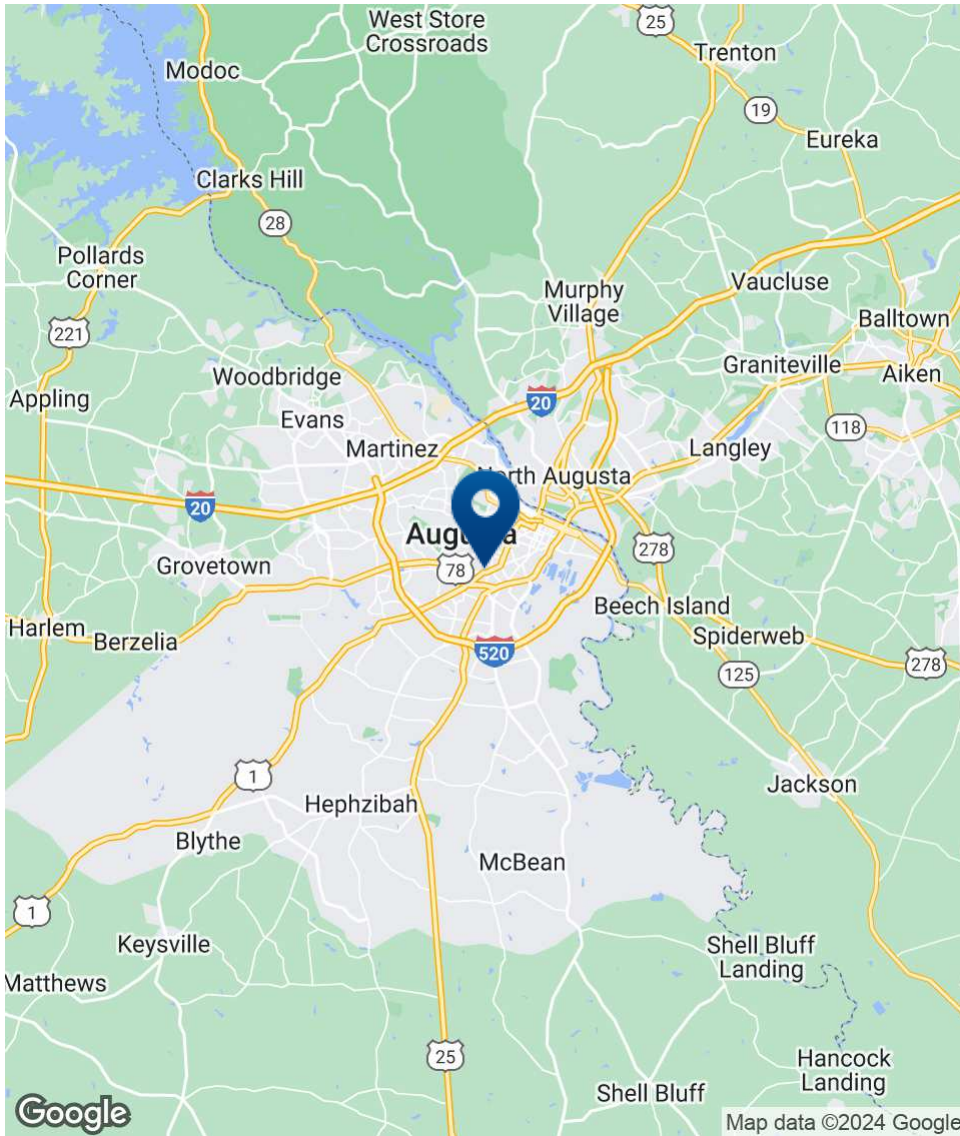 West Store
Crossroads
25
Trenton
Modoc
19
Eureka
Clarks Hill
28
Pollards
Corner
Murphy
Village
Vaucluse
221
Balltown
Woodbridge
Graniteville
Aiken
Appling
Evans
20
118
Martinez
Langley
North Augusta
20
Augusta
278
Grovetown
78
Beech Island
Harlem
Berzelia
Spiderweb
520
278
125
1
Jackson
Hephzibah
Blythe
McBean
1
Keysville
Shell Bluff
Landing
Matthews
25
Hancock
Landing
Shell Bluff
Google
Map data ©2024 Google